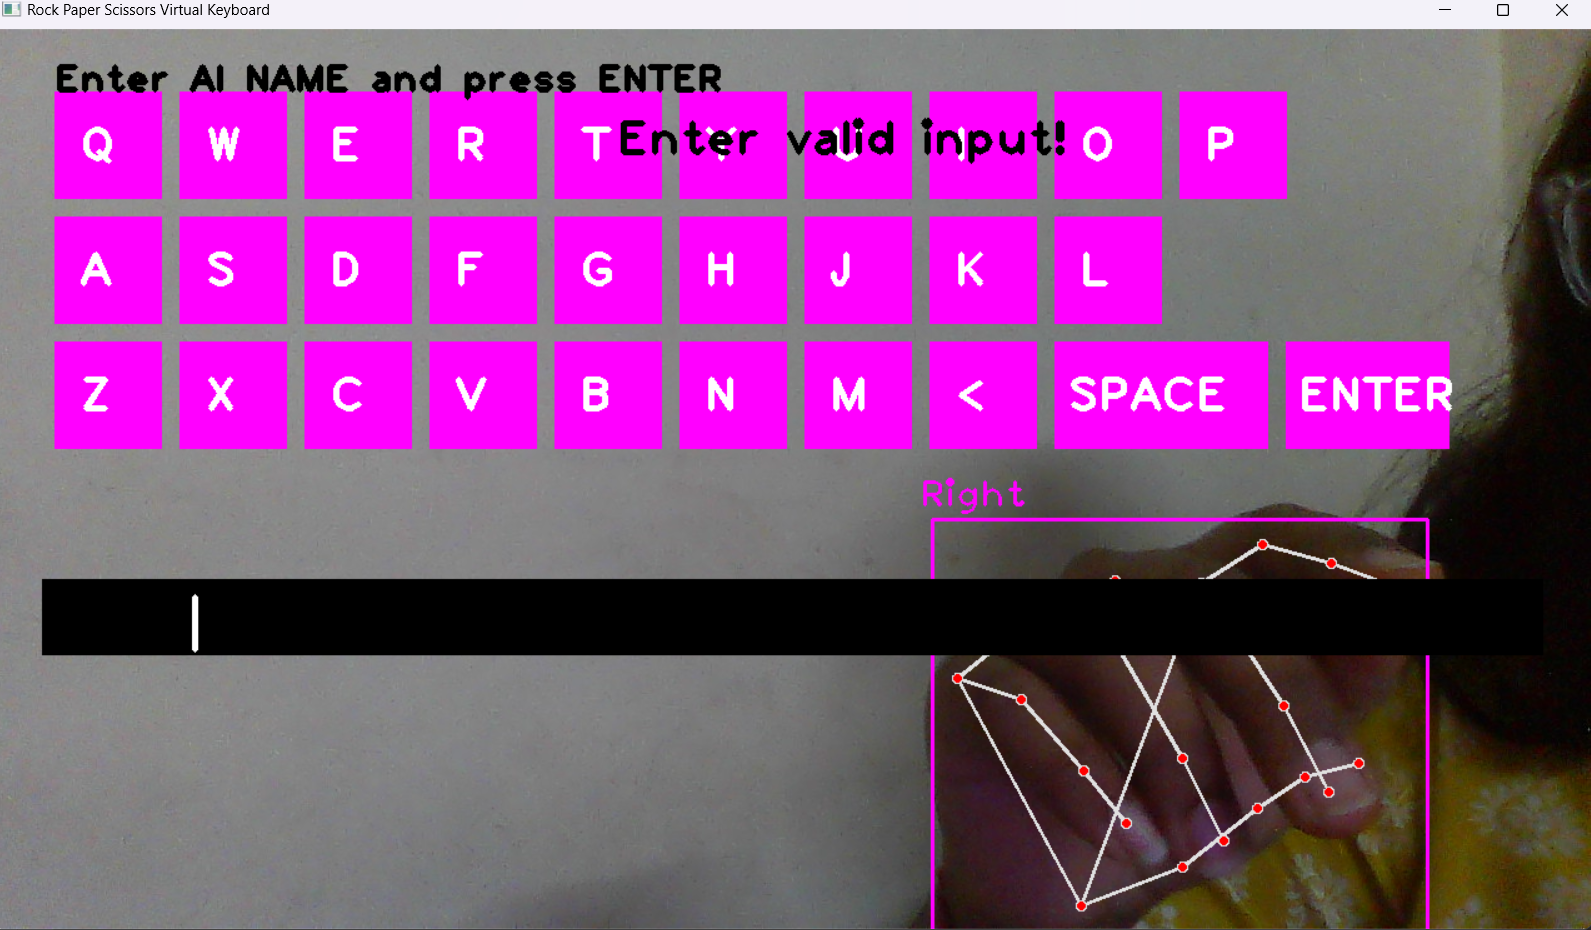 Rock Paper Scissors Virtual Keyboard
Enter AI NAME and press ENTER
Q W E R T Y U I O P
Enter valid input!
A S D F G H J K L
Z X C V B N M < SPACE ENTER
Right